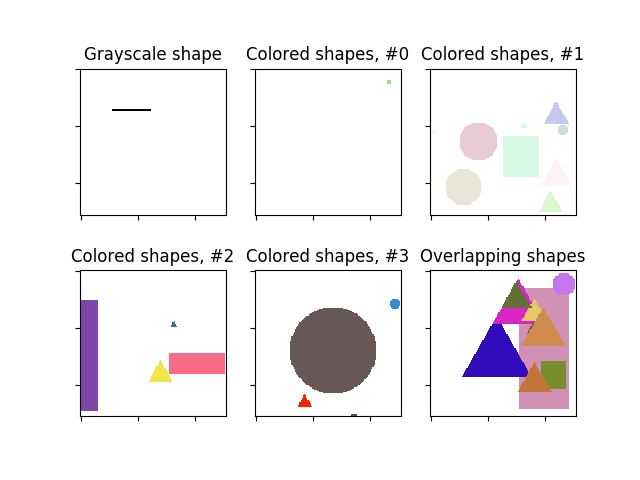 Grayscale shape
Colored shapes, #0
Colored shapes, #1
Colored shapes, #2
Colored shapes, #3
Overlapping shapes